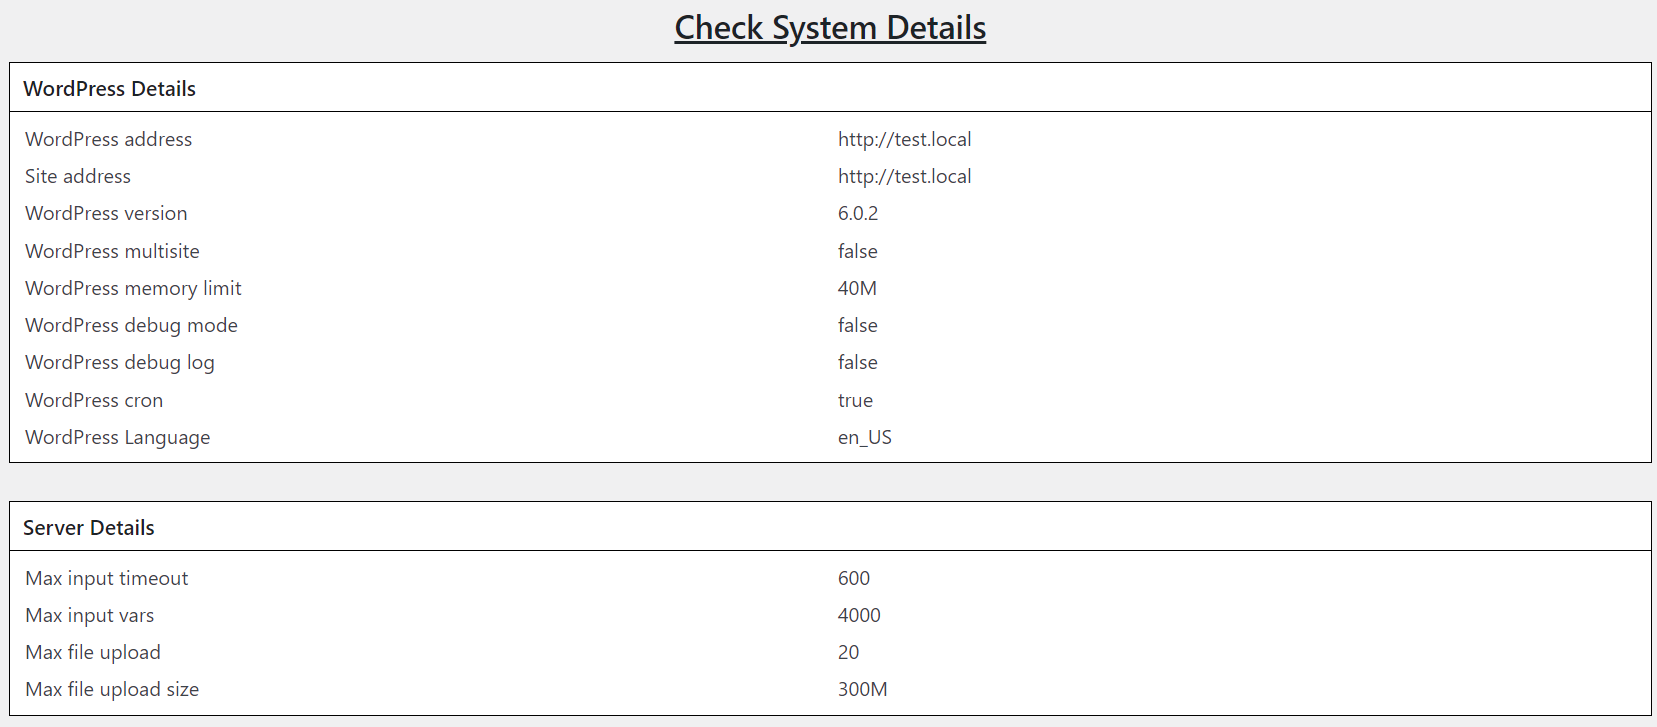 Check System Details
WordPress Details
WordPress address http://test.local
Site address http://test.local
WordPress version 6.0.2
WordPress multisite false
WordPress memory limit 40M
WordPress debug mode false
WordPress debug log false
WordPress cron true
WordPress Language en_US
Server Details
Max input timeout 600
Max input vars 4000
Max file upload 20
Max file upload size 300M